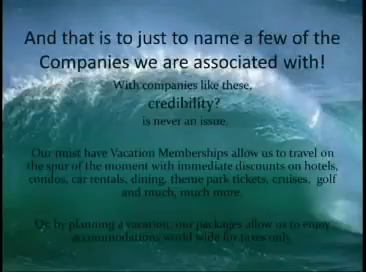 And that is to just to name a few of the
Companies we are associated with!
With companies like these,
credibility?
is never an issue.
Our must have Vacation Memberships allow us to travel on
the spur of the moment with immediate discounts on hotels,
condos, car rentals, dining, theme park tickets, cruises, golf
and much, much more.
Or, by planning a vacation, our packages allow us to enjoy
accommodations world wide for taxes only.